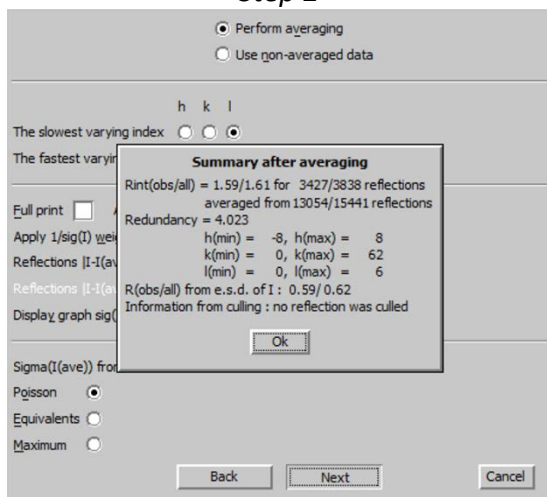 Perform averaging
Use non-averaged data
h k l
The slowest varying index
The fastest varyin
Summary after averaging
Rint(obs/all) = 1.59/1.61 for 3427/3838 reflections
averaged from 13054/15441 reflections
Redundancy = 4.023
h(min) = -8, h(max) = 8
k(min) = 0, k(max) = 62
l(min) = 0, l(max) = 6
R(obs/all) from e.s.d. of I : 0.59/ 0.62
Information from culling : no reflection was culled
Ok
Full print
Apply 1/sig(I) wei
Reflections |I-I(av
Reflections |I-I(a
Display graph sig(
Sigma(I(ave)) from
Poisson
Equivalents
Maximum
Back Next Cancel